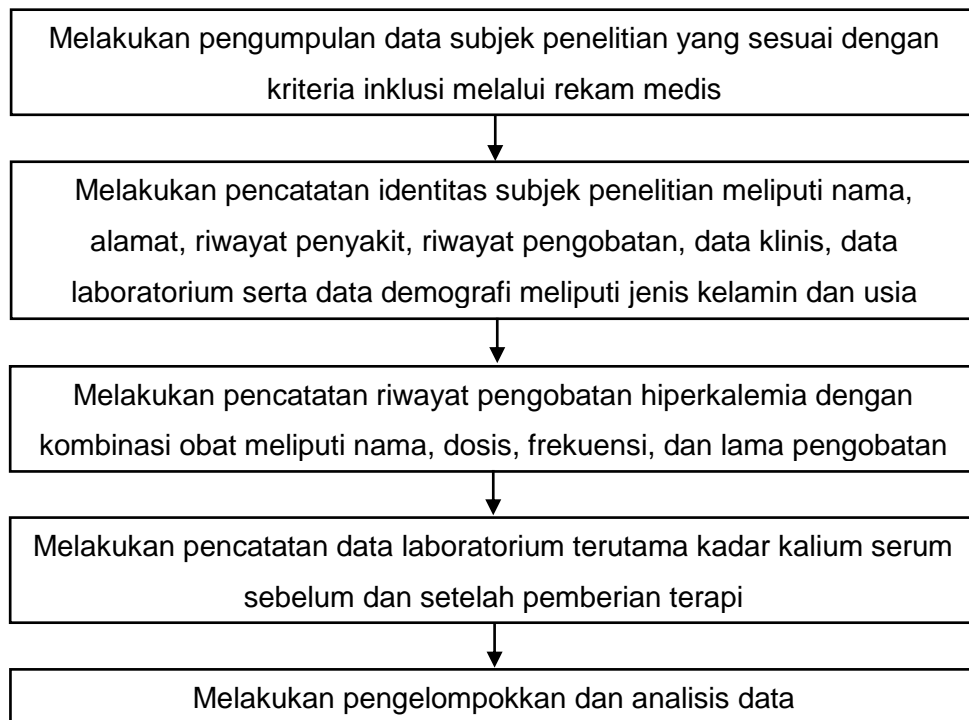 Melakukan pengumpulan data subjek penelitian yang sesuai dengan
kriteria inklusi melalui rekam medis
Melakukan pencatatan identitas subjek penelitian meliputi nama,
alamat, riwayat penyakit, riwayat pengobatan, data klinis, data
laboratorium serta data demografi meliputi jenis kelamin dan usia
Melakukan pencatatan riwayat pengobatan hiperkalemia dengan
kombinasi obat meliputi nama, dosis, frekuensi, dan lama pengobatan
Melakukan pencatatan data laboratorium terutama kadar kalium serum
sebelum dan setelah pemberian terapi
Melakukan pengelompokkan dan analisis data